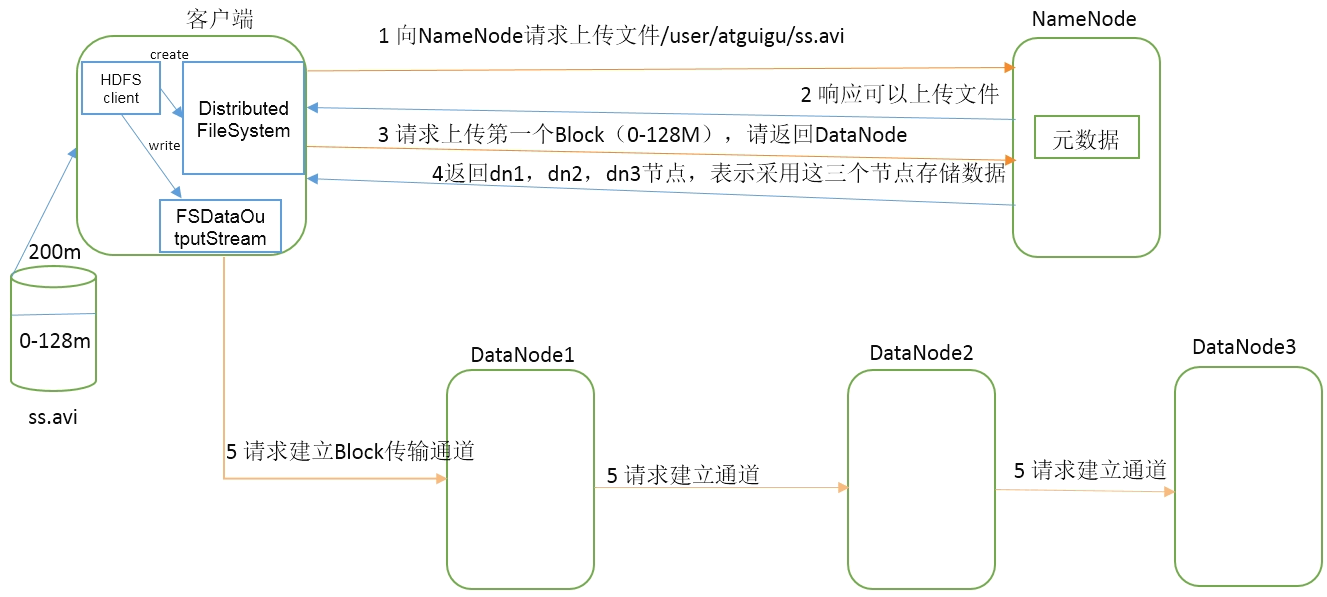 客户端
NameNode
1 向NameNode请求上传文件/user/atguigu/ss.avi
create
HDFS
client
Distributed
FileSystem
2 响应可以上传文件
3 请求上传第一个Block（0-128M），请返回DataNode
元数据
write
4返回dn1，dn2，dn3节点，表示采用这三个节点存储数据
FSDataOu
tputStream
200m
0-128m
ss.avi
DataNode1
DataNode2
DataNode3
5 请求建立Block传输通道
5 请求建立通道
5 请求建立通道